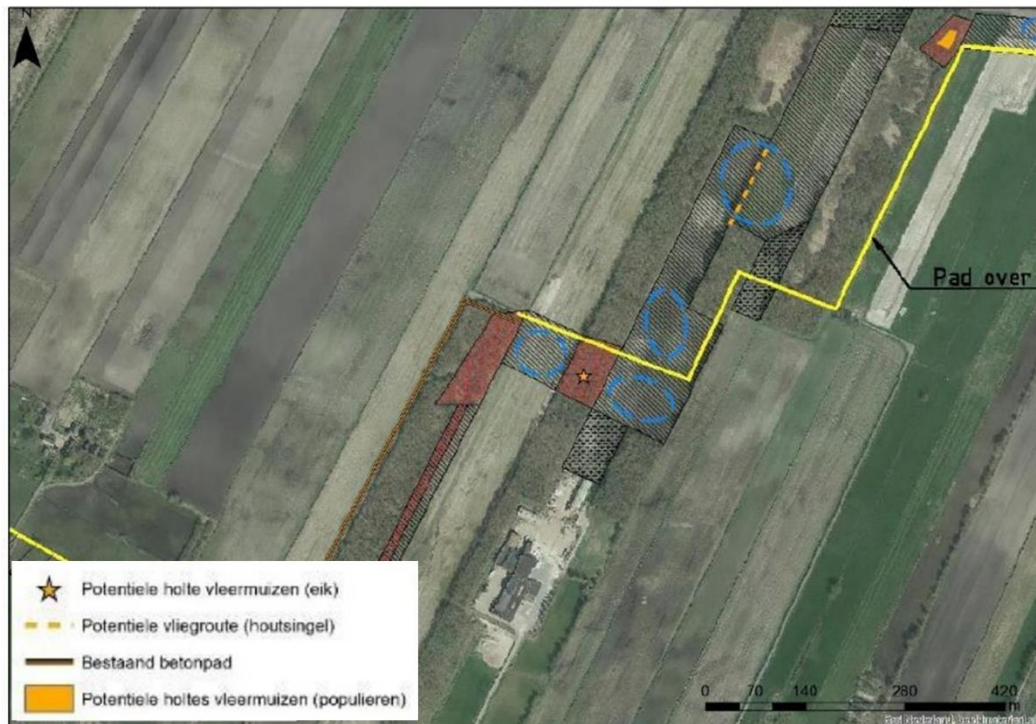 N
Pad over
Potentiele holte vleermuizen (eik)
Potentiele vliegroute (houtsingel)
Bestaand betonpad
Potentiele holtes vleermuizen (populieren)
0 70 140 280 420
m